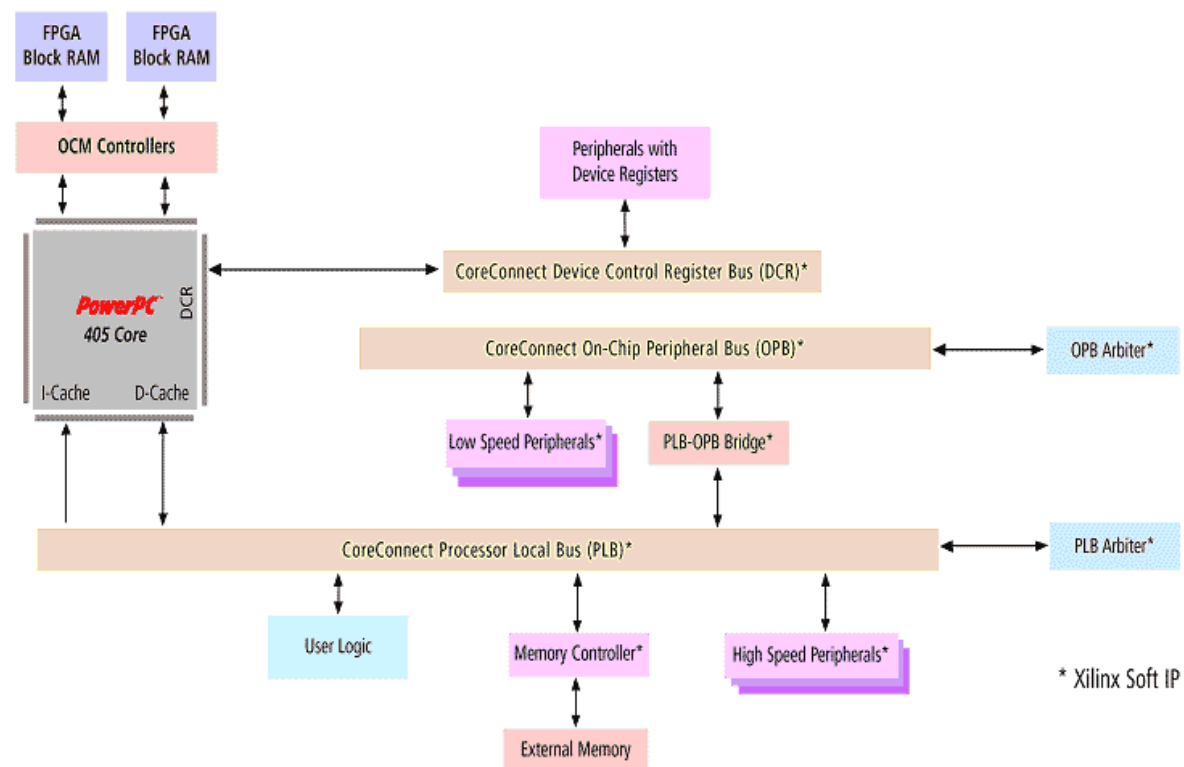 FPGA
Block RAM
FPGA
Block RAM
OCM Controllers
Peripherals with
Device Registers
CoreConnect Device Control Register Bus (DCR)*
PowerPC™
405 Core
DCR
I-Cache
D-Cache
CoreConnect On-Chip Peripheral Bus (OPB)*
OPB Arbiter*
Low Speed Peripherals*
PLB-OPB Bridge*
CoreConnect Processor Local Bus (PLB)*
PLB Arbiter*
User Logic
Memory Controller*
High Speed Peripherals*
* Xilinx Soft IP
External Memory